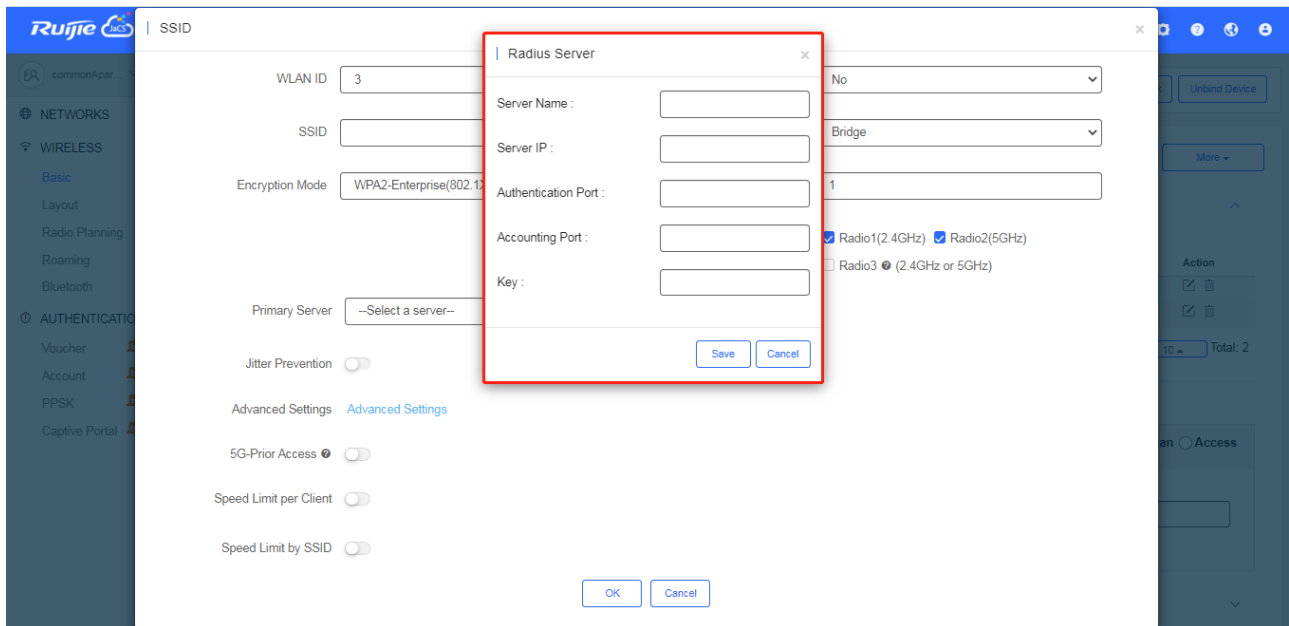 Ruijie JaCS
SSID
×
commonApar...
Unbind Device
NETWORKS
WIRELESS
Basic
Layout
Radio Planning
Roaming
Bluetooth
AUTHENTICATIO
Voucher
Account
PPSK
Captive Portal
More
Action
10
Total: 2
an
Access
WLAN ID
3
No
SSID
Bridge
Encryption Mode
WPA2-Enterprise(802.1X
1
Radio1(2.4GHz)
Radio2(5GHz)
Radio3 (2.4GHz or 5GHz)
Primary Server
--Select a server--
Jitter Prevention
Advanced Settings
Advanced Settings
5G-Prior Access
Speed Limit per Client
Speed Limit by SSID
OK
Cancel
Radius Server
×
Server Name :
Server IP :
Authentication Port :
Accounting Port :
Key :
Save
Cancel